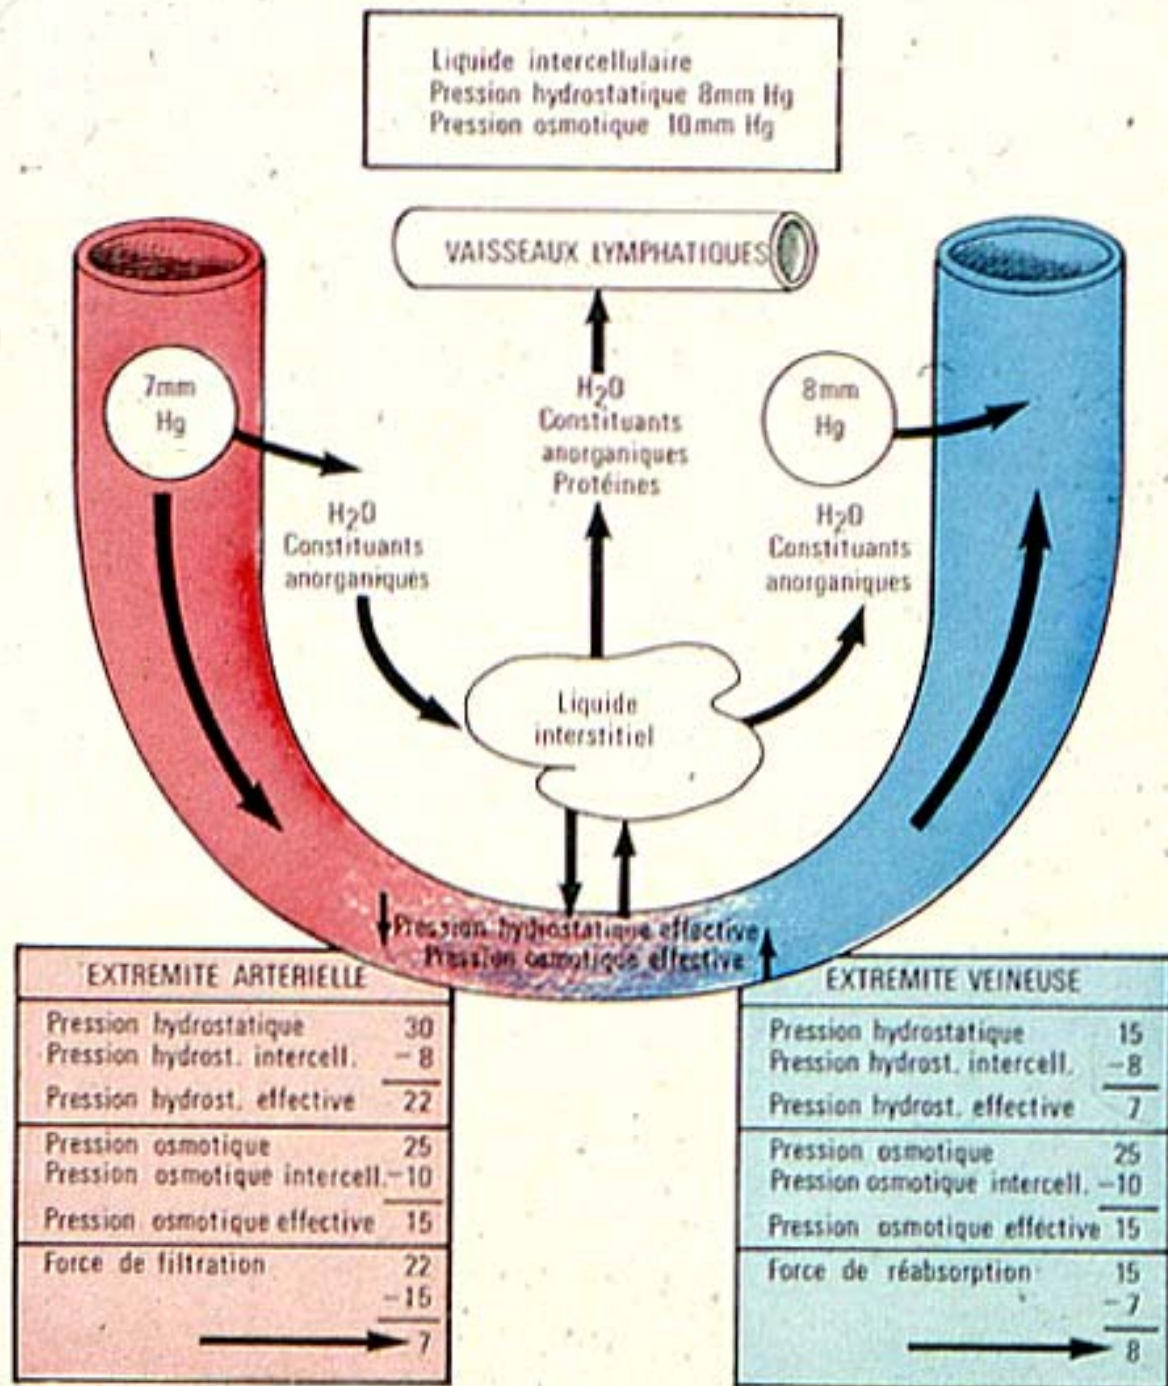 Liquide intercellulaire
Pression hydrostatique 8mm Hg
Pression osmotique 10mm Hg
VAISSEAUX LYMPHATIQUES
7mm
Hg
H₂O
Constituants
anorganiques
Protéines
8mm
Hg
H₂O
Constituants
anorganiques
H₂O
Constituants
anorganiques
Liquide
interstitiel
Pression hydrostatique effective
Pression osmotique effective
EXTREMITE ARTERIELLE
Pression hydrostatique 30
Pression hydrost. intercell. -8
Pression hydrost. effective 22
Pression osmotique 25
Pression osmotique intercell. -10
Pression osmotique effective 15
Force de filtration 22
-15
7
EXTREMITE VEINEUSE
Pression hydrostatique 15
Pression hydrost. intercell. -8
Pression hydrost. effective 7
Pression osmotique 25
Pression osmotique intercell. -10
Pression osmotique effective 15
Force de réabsorption 15
-7
8